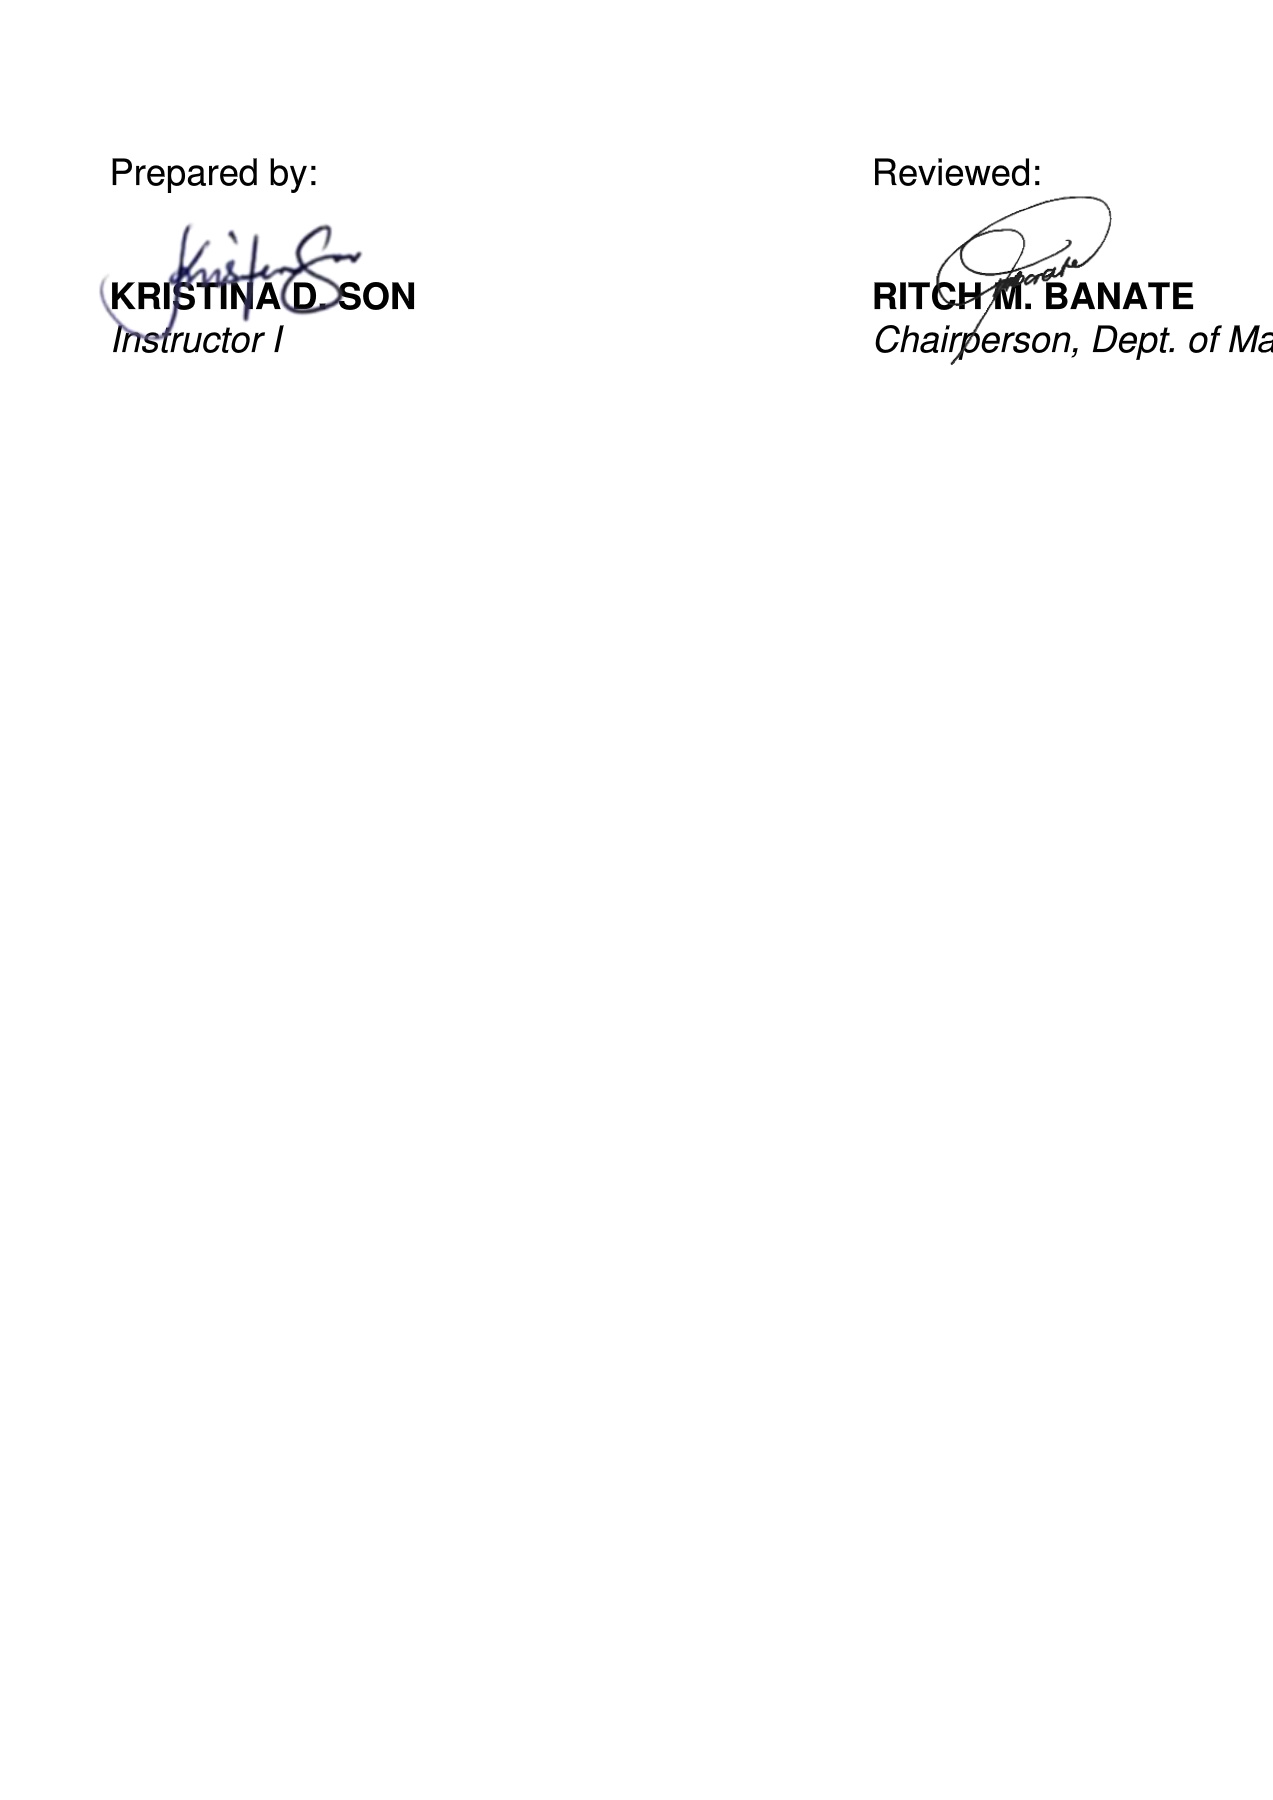 Prepared by:
KRISTINA D. SON
Instructor I
Reviewed:
RITCH M. BANATE
Chairperson, Dept. of Ma